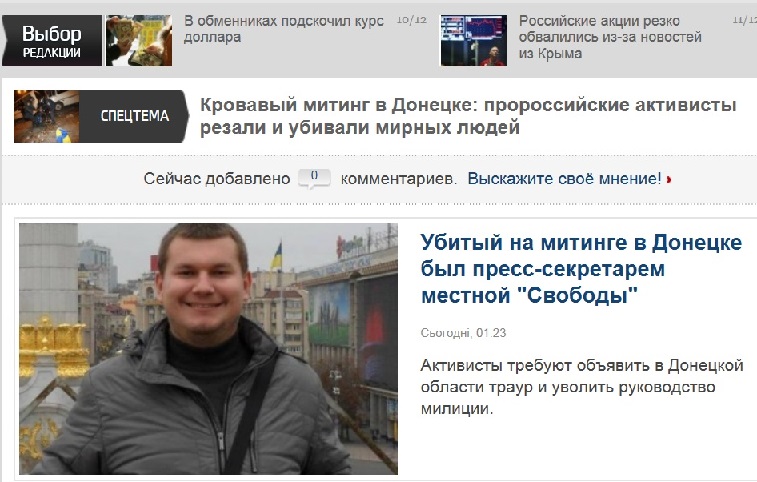 Выбор
РЕДАКЦИИ
В обменниках подскочил курс
доллара
10/12
Российские акции резко
обвалились из-за новостей
из Крыма
11/12
СПЕЦТЕМА
Кровавый митинг в Донецке: пророссийские активисты
резали и убивали мирных людей
Сейчас добавлено 0 комментариев. Выскажите своё мнение!
Убитый на митинге в Донецке
был пресс-секретарем
местной "Свободы"
Сьогодні, 01:23
Активисты требуют объявить в Донецкой
области траур и уволить руководство
милиции.